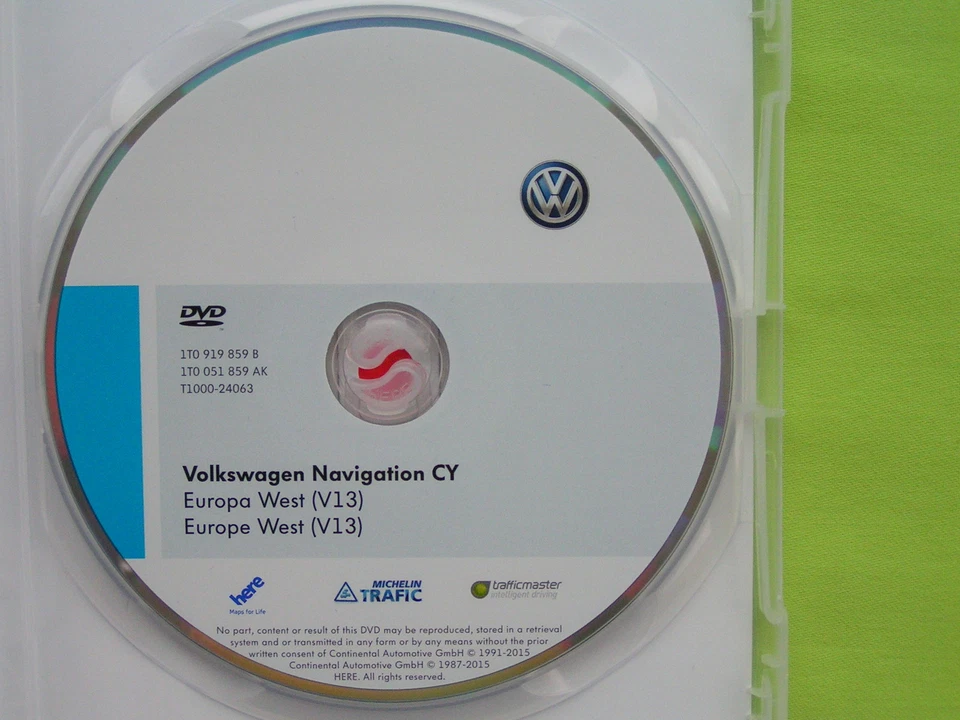 DVD
1T0 919 859 B
1T0 051 859 AK
T1000-24063
Volkswagen Navigation CY
Europa West (V13)
Europe West (V13)
here
Maps for Life
MICHELIN
TRAFIC
trafficmaster
intelligent driving
No part, content or result of this DVD may be reproduced, stored in a retrieval
system and or transmitted in any form or by any means without the prior
written consent of Continental Automotive GmbH © 1991-2015
Continental Automotive GmbH © 1987-2015
HERE. All rights reserved.